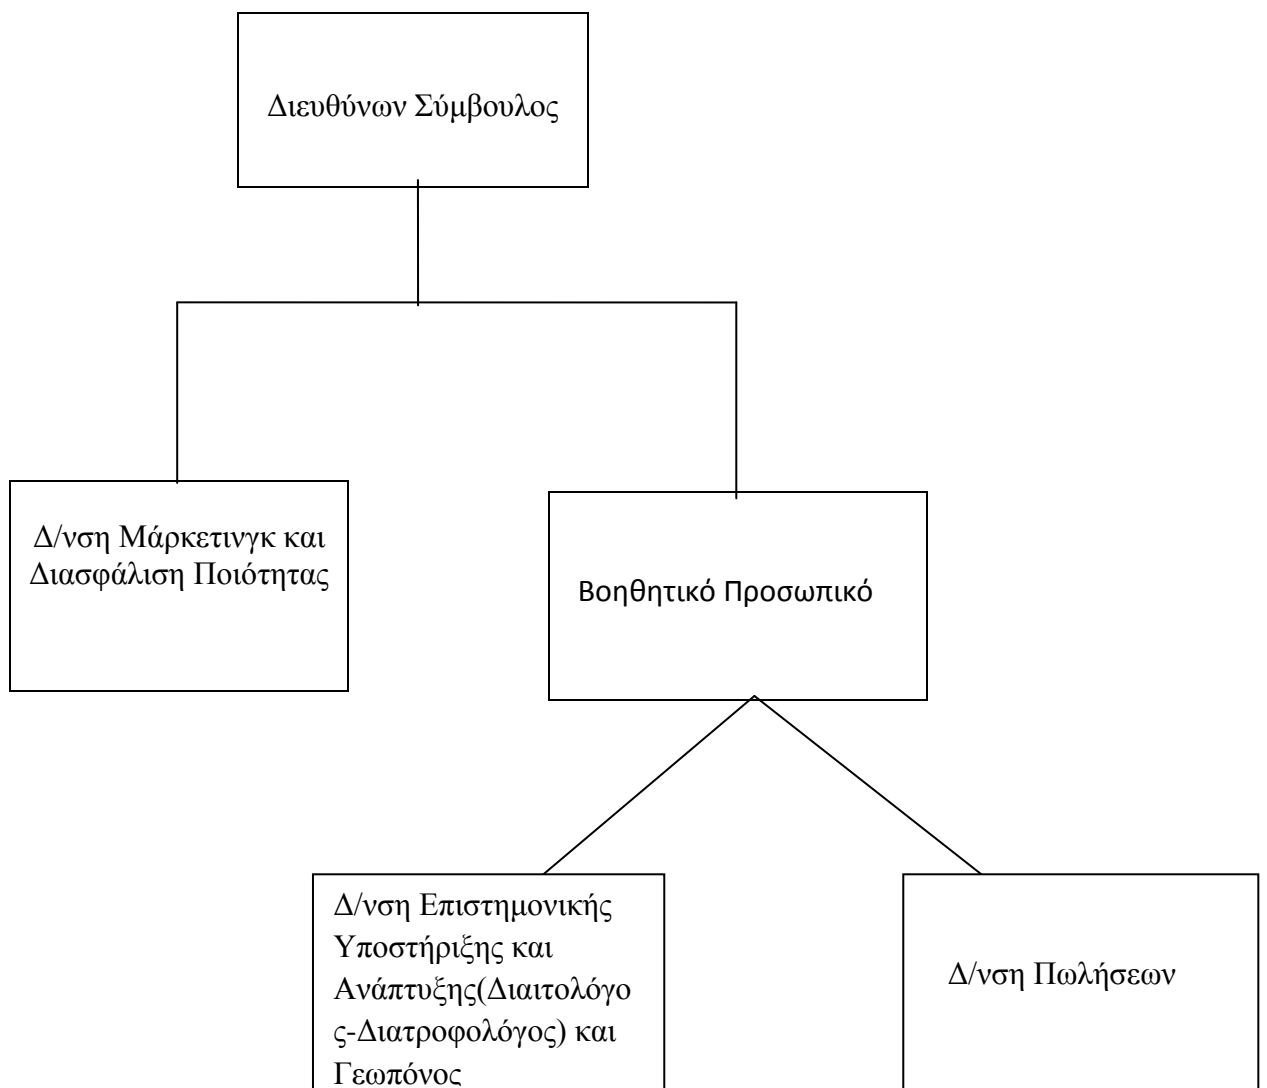 Διευθύνων Σύμβουλος
Δ/νση Μάρκετινγκ και
Διασφάλιση Ποιότητας
Βοηθητικό Προσωπικό
Δ/νση Επιστημονικής
Υποστήριξης και
Ανάπτυξης(Διαιτολόγο
ς-Διατροφολόγος) και
Γεωπόνος
Δ/νση Πωλήσεων